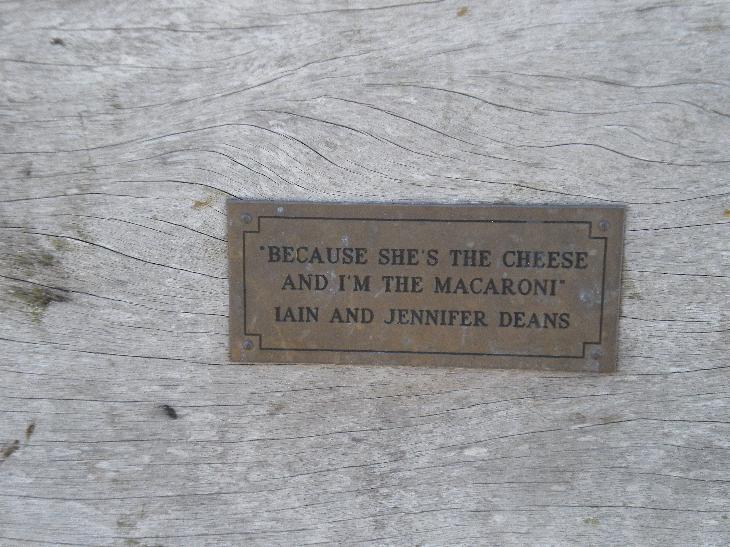 "BECAUSE SHE'S THE CHEESE
AND I'M THE MACARONI"
IAIN AND JENNIFER DEANS